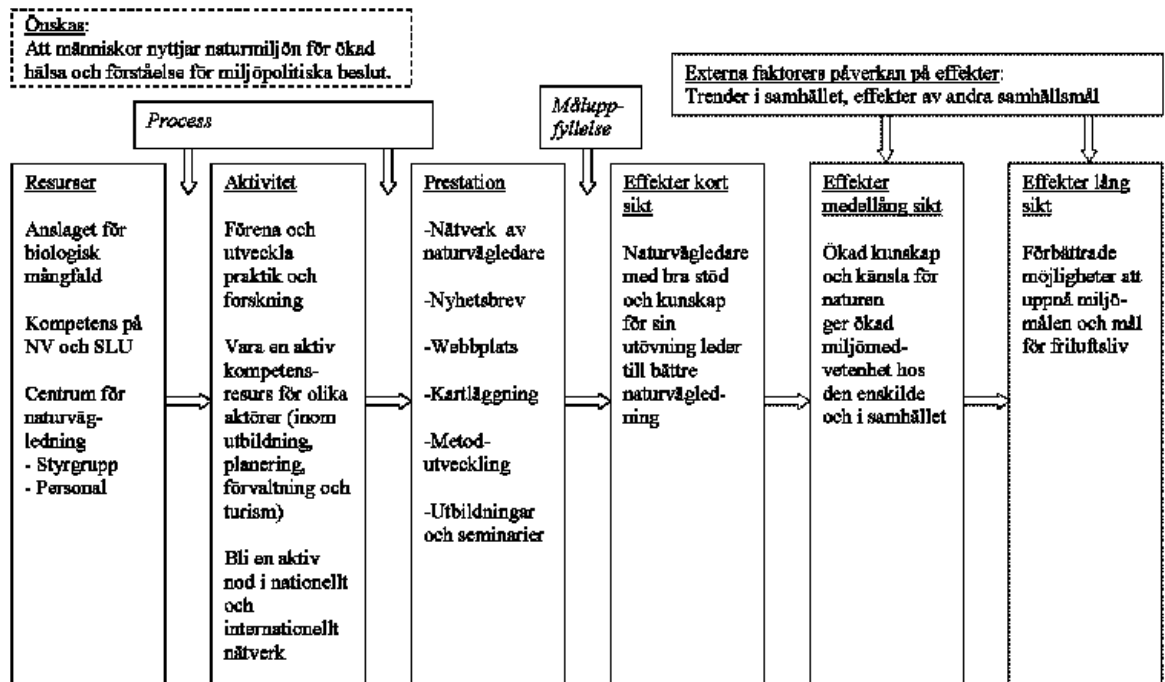 Önskas:
Att människor nyttjar naturmiljön för ökad
hälsa och förståelse för miljöpolitiska beslut.
Externa faktorers påverkan på effekter:
Trender i samhället, effekter av andra samhällsmål
Process
Målupp-
fyllelse
Resurser
Anslaget för
biologisk
mångfald
Kompetens på
NV och SLU
Centrum för
naturväg-
ledning
- Styrgrupp
- Personal
Aktivitet
Förena och
utveckla
praktik och
forskning
Vara en aktiv
kompetens-
resurs för olika
aktörer (inom
utbildning,
planering,
förvaltning och
turism)
Bli en aktiv
nod i nationellt
och
internationellt
nätverk
Prestation
-Nätverk av
naturvägledare
-Nyhetsbrev
-Webbplats
-Kartläggning
-Metod-
utveckling
-Utbildningar
och seminarier
Effekter kort
sikt
Naturvägledare
med bra stöd
och kunskap
för sin
utövning leder
till bättre
naturvägled-
ning
Effekter
medellång sikt
Ökad kunskap
och känsla för
naturen
ger ökad
miljömed-
vetenhet hos
den enskilde
och i samhället
Effekter lång
sikt
Förbättrade
möjligheter att
uppnå miljö-
målen och mål
för friluftsliv